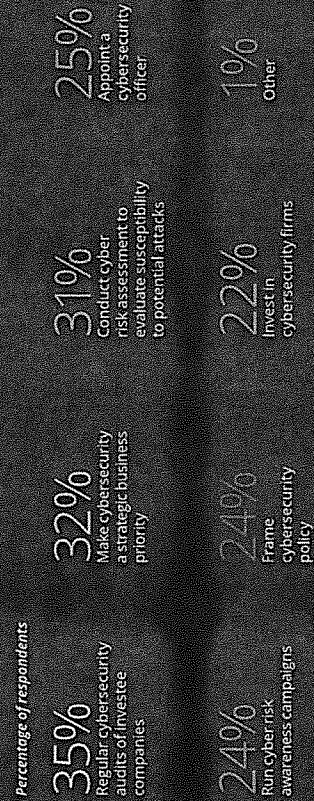 Percentage of respondents
35%
Regular cybersecurity
audits of investee
companies
32%
Make cybersecurity
a strategic business
priority
31%
Conduct cyber
risk assessment to
evaluate susceptibility
to potential attacks
25%
Appoint a
cybersecurity
officer
24%
Run cyber risk
awareness campaigns
24%
Frame
cybersecurity
policy
22%
Invest in
cybersecurity firms
1%
Other